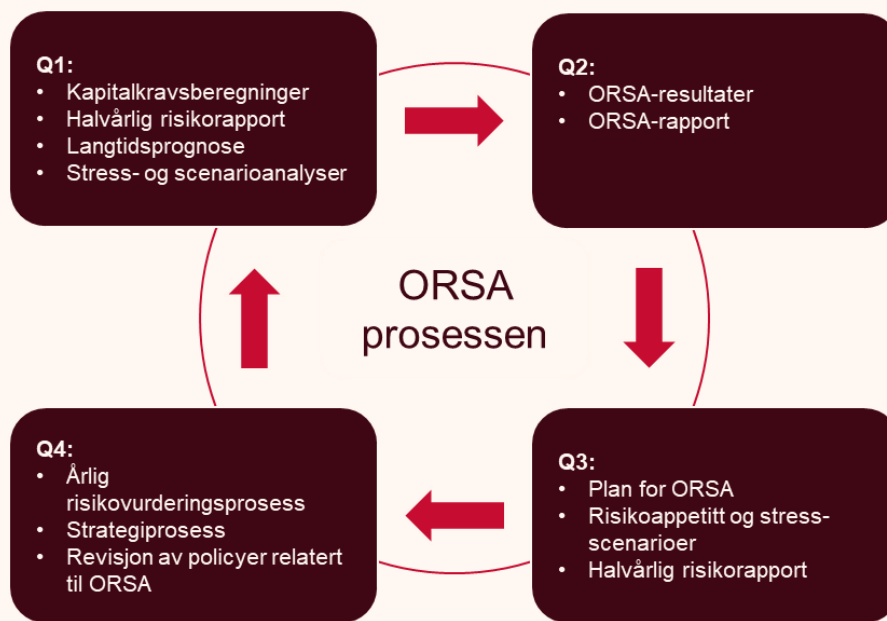 Q1:
• Kapitalkravsberegninger
• Halvårlig risikorapport
• Langtidsprognose
• Stress- og scenarioanalyser
Q2:
• ORSA-resultater
• ORSA-rapport
ORSA
prosessen
Q3:
• Plan for ORSA
• Risikoappetitt og stress-
scenarioer
• Halvårlig risikorapport
Q4:
• Årlig
risikovurderingsprosess
• Strategiprosess
• Revisjon av policyer relatert
til ORSA